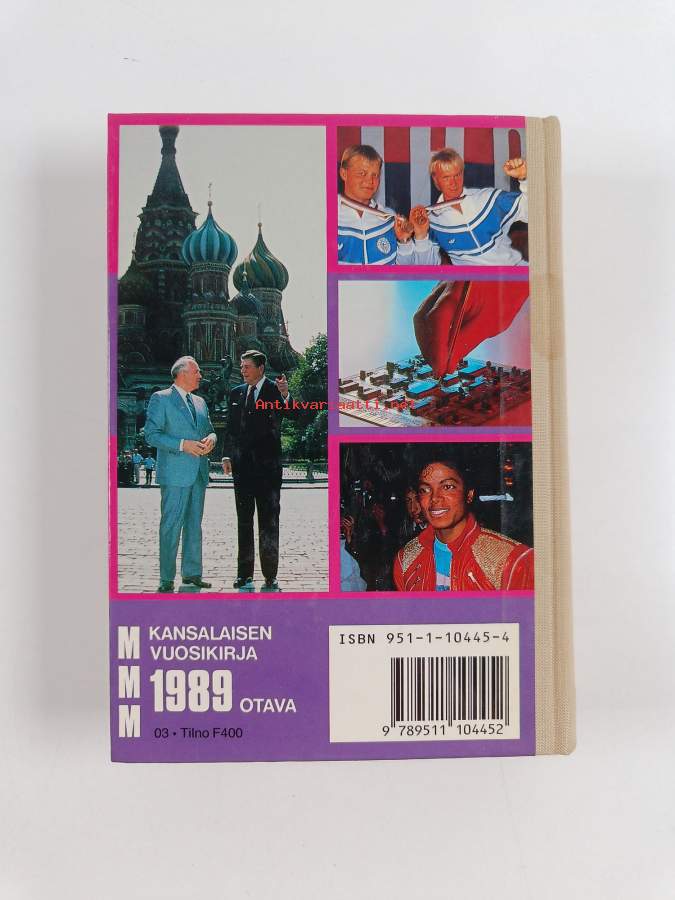 Antikvariaatti.net
M
M
M
KANSALAISEN
VUOSIKIRJA
1989 OTAVA
03 • Tilno F400
ISBN 951-1-10445-4
9 789511 104452